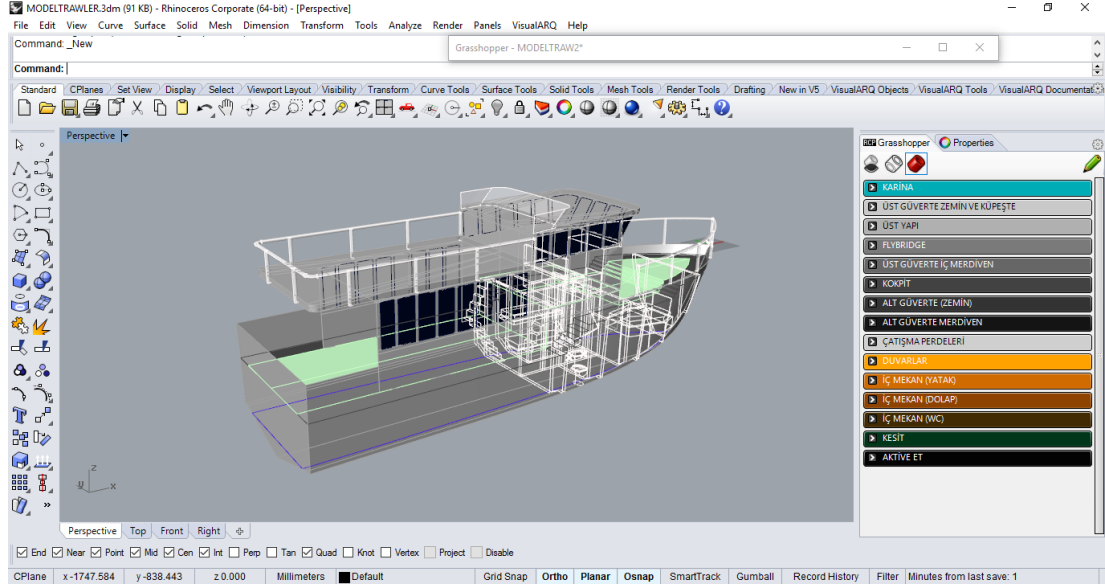 MODELTRAWLER.3dm (91 KB) - Rhinoceros Corporate (64-bit) - [Perspective]
File Edit View Curve Surface Solid Mesh Dimension Transform Tools Analyze Render Panels VisualARQ Help
Command: _New
Grasshopper - MODELTRAW2*
Command:
Standard CPlanes Set View Display Select Viewport Layout Visibility Transform Curve Tools Surface Tools Solid Tools Mesh Tools Render Tools Drafting New in V5 VisualARQ Objects VisualARQ Tools VisualARQ Documentat
Perspective
Grasshopper Properties
KARİNA
ÜST GÜVERTE ZEMİN VE KÜPEŞTE
ÜST YAPI
FLYBRIDGE
ÜST GÜVERTE İÇ MERDİVEN
KOKPİT
ALT GÜVERTE (ZEMİN)
ALT GÜVERTE MERDİVEN
ÇATIŞMA PERDELERİ
DUVARLAR
İÇ MEKAN (YATAK)
İÇ MEKAN (DOLAP)
İÇ MEKAN (WC)
KESİT
AKTİVE ET
z
y x
Perspective Top Front Right
End Near Point Mid Cen Int Perp Tan Quad Knot Vertex Project Disable
CPlane x -1747.584 y -838.443 z 0.000 Millimeters Default Grid Snap Ortho Planar Osnap SmartTrack Gumball Record History Filter Minutes from last save: 1